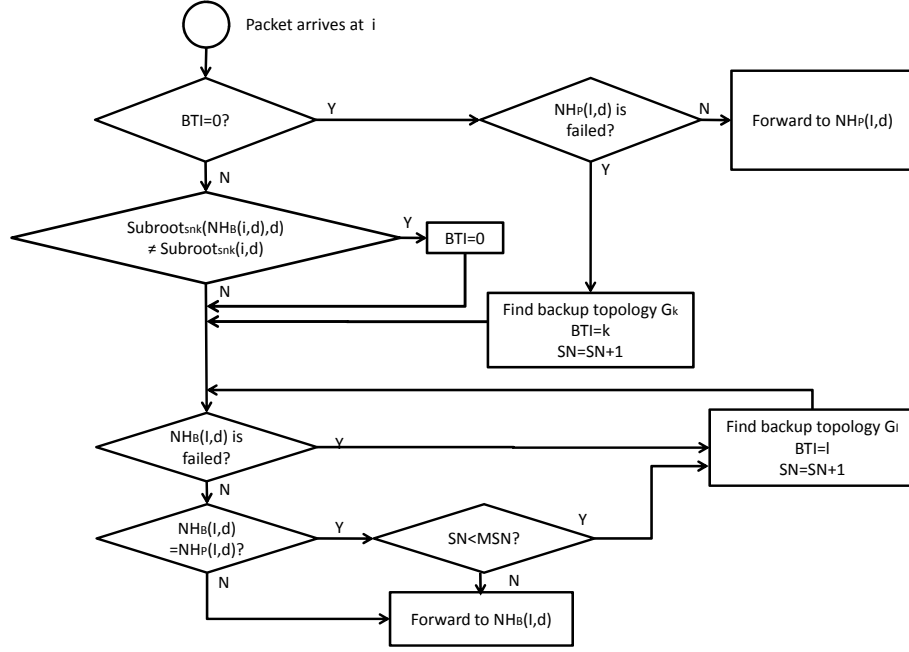 Packet arrives at i
BTI=0?
Y
NHP(I,d) is
failed?
N
Forward to NHP(I,d)
N
Y
Subrootsnk(NHB(i,d),d)
≠ Subrootsnk(i,d)
Y
BTI=0
N
Find backup topology Gk
BTI=k
SN=SN+1
NHB(I,d) is
failed?
Y
Find backup topology Gl
BTI=l
SN=SN+1
N
NHB(I,d)
=NHP(I,d)?
Y
SN<MSN?
Y
N
N
Forward to NHB(I,d)